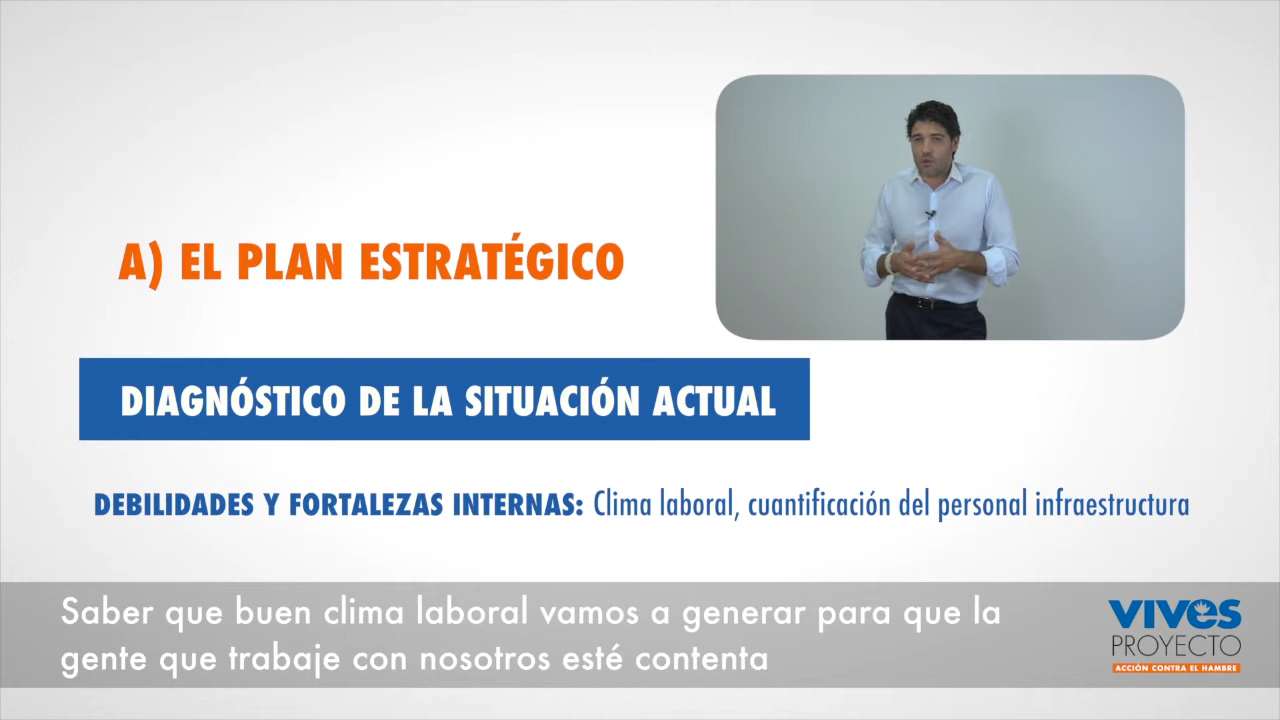 A) EL PLAN ESTRATÉGICO
DIAGNÓSTICO DE LA SITUACIÓN ACTUAL
DEBILIDADES Y FORTALEZAS INTERNAS: Clima laboral, cuantificación del personal infraestructura
Saber que buen clima laboral vamos a generar para que la
gente que trabaje con nosotros esté contenta
VIVES
PROYECTO
ACCIÓN CONTRA EL HAMBRE